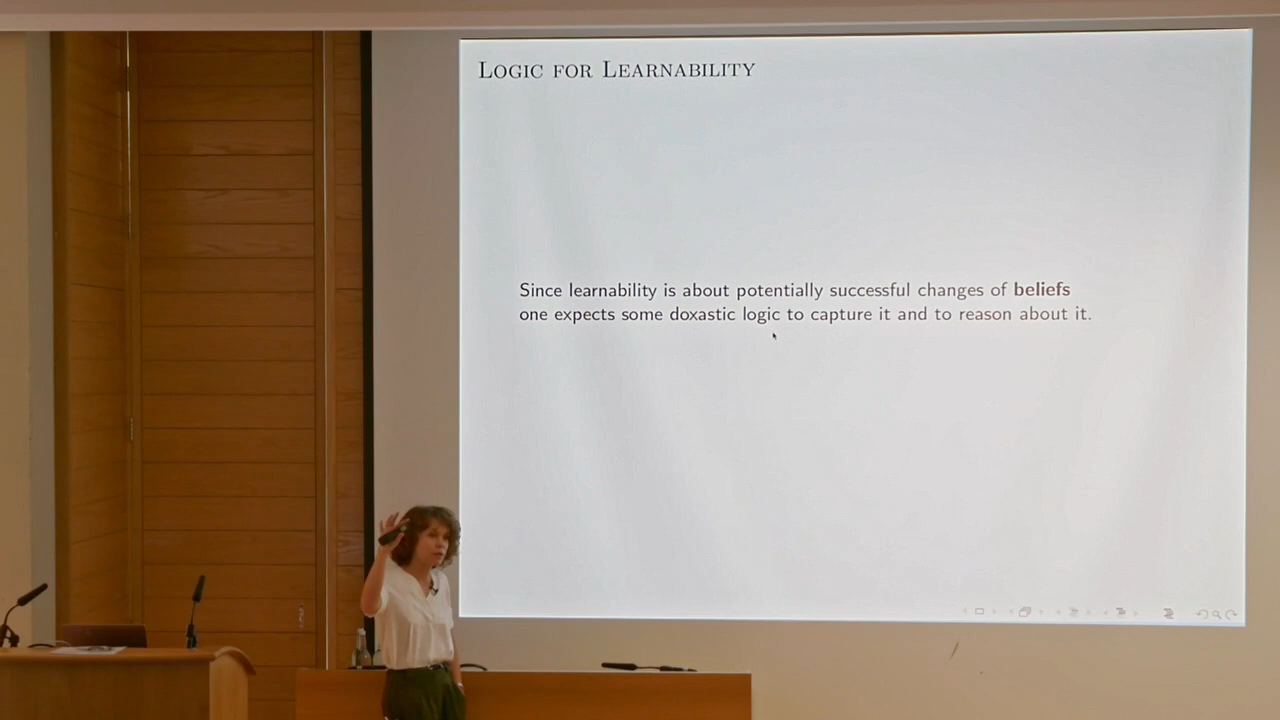 Logic for Learnability
Since learnability is about potentially successful changes of beliefs
one expects some doxastic logic to capture it and to reason about it.